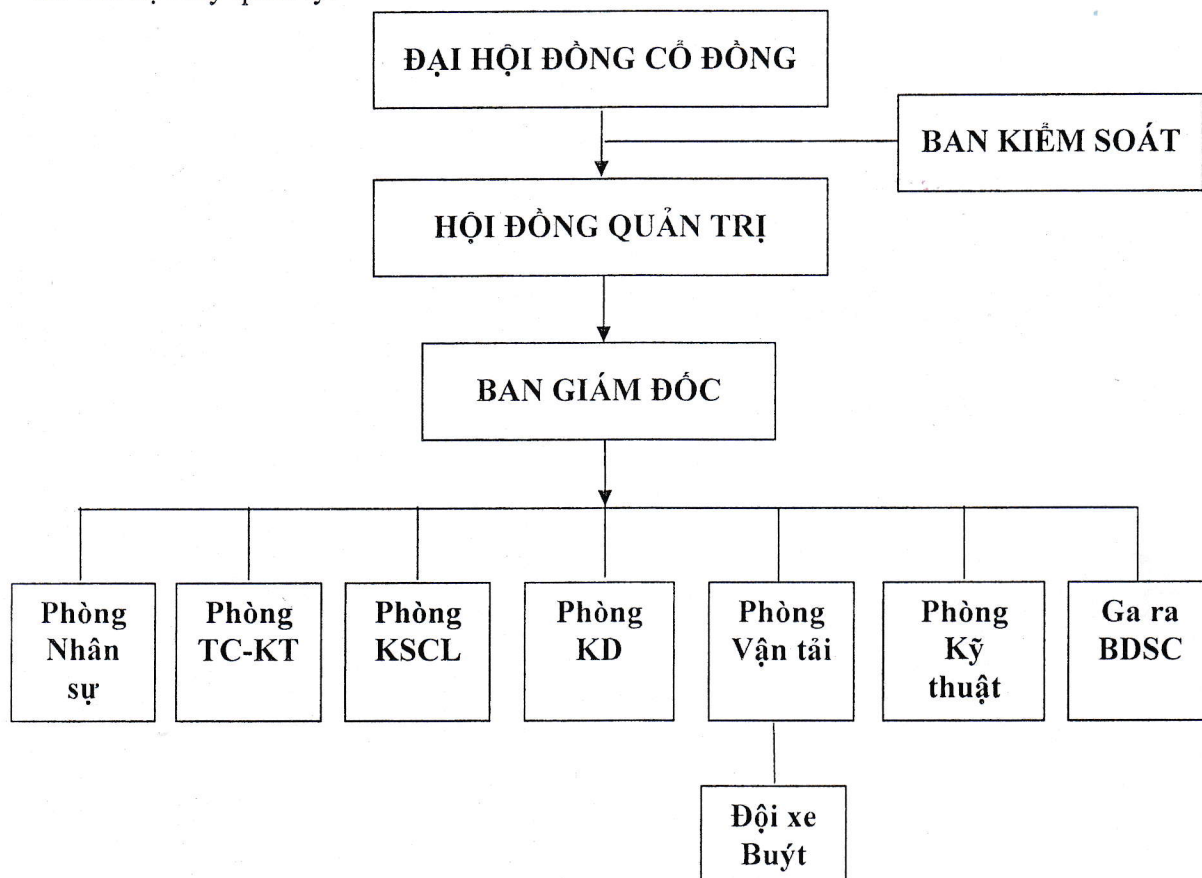 ĐẠI HỘI ĐỒNG CỔ ĐÔNG
BAN KIỂM SOÁT
HỘI ĐỒNG QUẢN TRỊ
BAN GIÁM ĐỐC
Phòng
Nhân
sự
Phòng
TC-KT
Phòng
KSCL
Phòng
KD
Phòng
Vận tải
Phòng
Kỹ
thuật
Ga ra
BDSC
Đội xe
Buýt